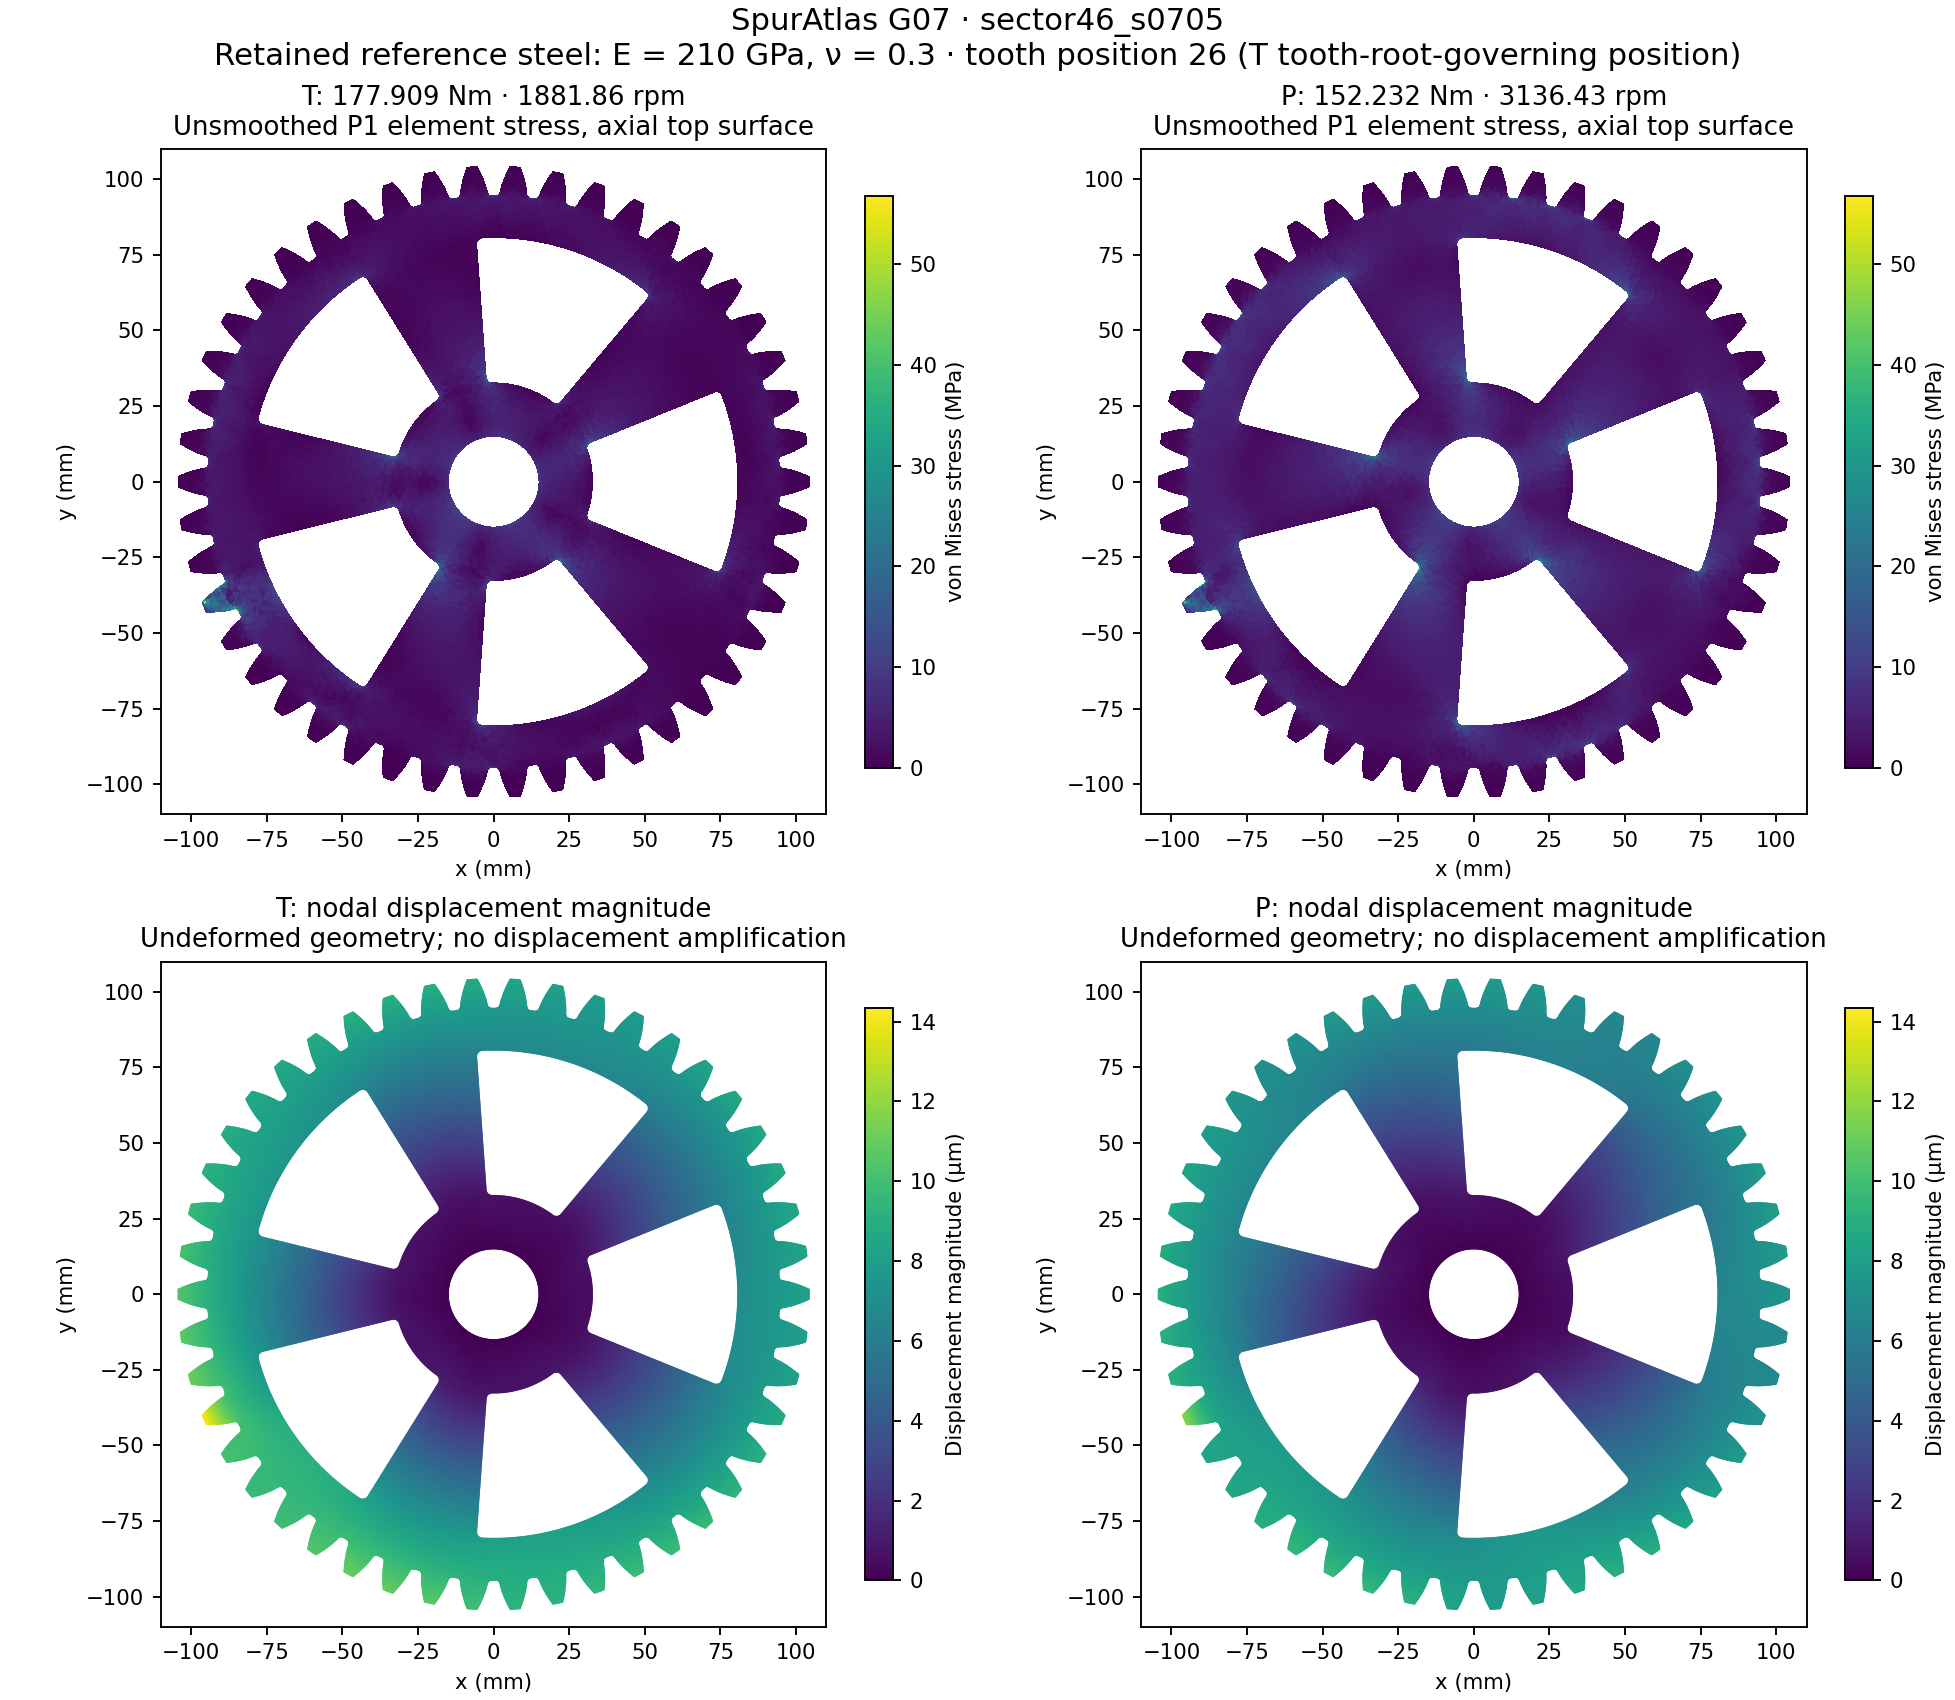 SpurAtlas G07 · sector46_s0705
Retained reference steel: E = 210 GPa, ν = 0.3 · tooth position 26 (T tooth-root-governing position)
T: 177.909 Nm · 1881.86 rpm
Unsmoothed P1 element stress, axial top surface
100
75
50
25
0
−25
−50
−75
−100
y (mm)
−100 −75 −50 −25 0 25 50 75 100
x (mm)
50
40
30
20
10
0
von Mises stress (MPa)
P: 152.232 Nm · 3136.43 rpm
Unsmoothed P1 element stress, axial top surface
100
75
50
25
0
−25
−50
−75
−100
y (mm)
−100 −75 −50 −25 0 25 50 75 100
x (mm)
50
40
30
20
10
0
von Mises stress (MPa)
T: nodal displacement magnitude
Undeformed geometry; no displacement amplification
100
75
50
25
0
−25
−50
−75
−100
y (mm)
−100 −75 −50 −25 0 25 50 75 100
x (mm)
14
12
10
8
6
4
2
0
Displacement magnitude (μm)
P: nodal displacement magnitude
Undeformed geometry; no displacement amplification
100
75
50
25
0
−25
−50
−75
−100
y (mm)
−100 −75 −50 −25 0 25 50 75 100
x (mm)
14
12
10
8
6
4
2
0
Displacement magnitude (μm)